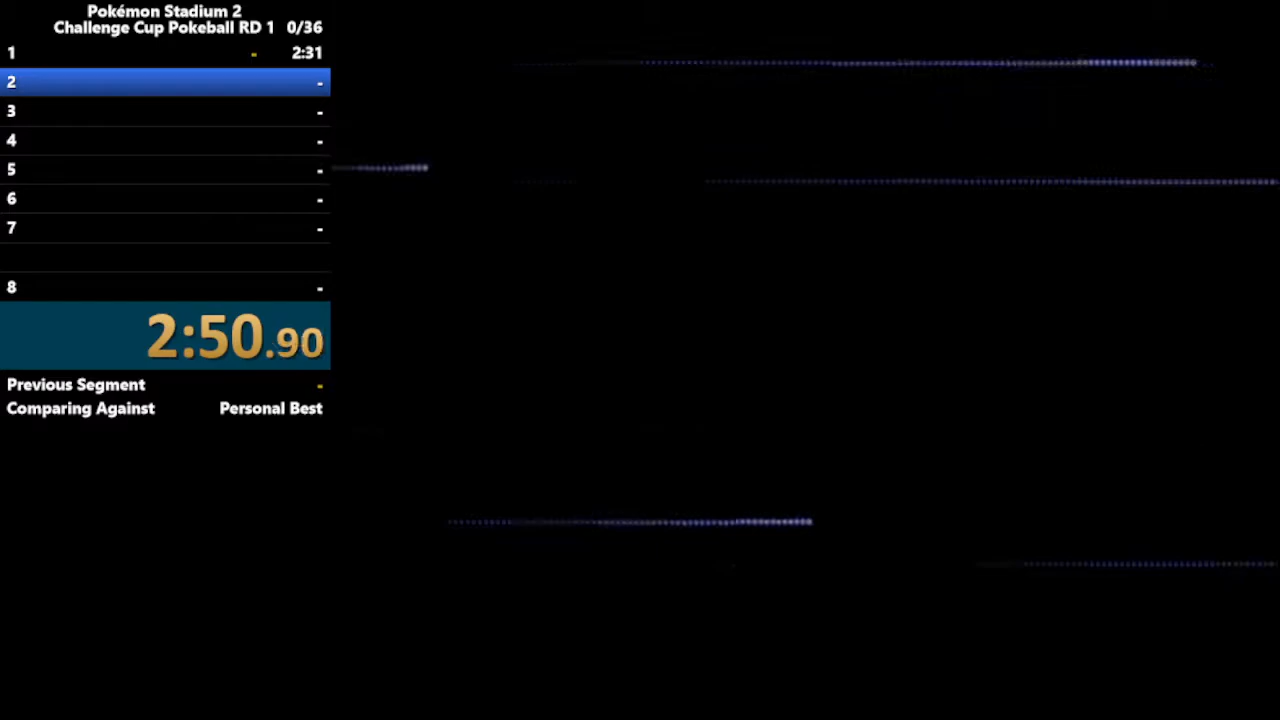 Pokémon Stadium 2
Challenge Cup Pokeball RD 1 0/36
1 - 2:31
2 -
3 -
4 -
5 -
6 -
7 -
8 -
2:50.90
Previous Segment -
Comparing Against Personal Best